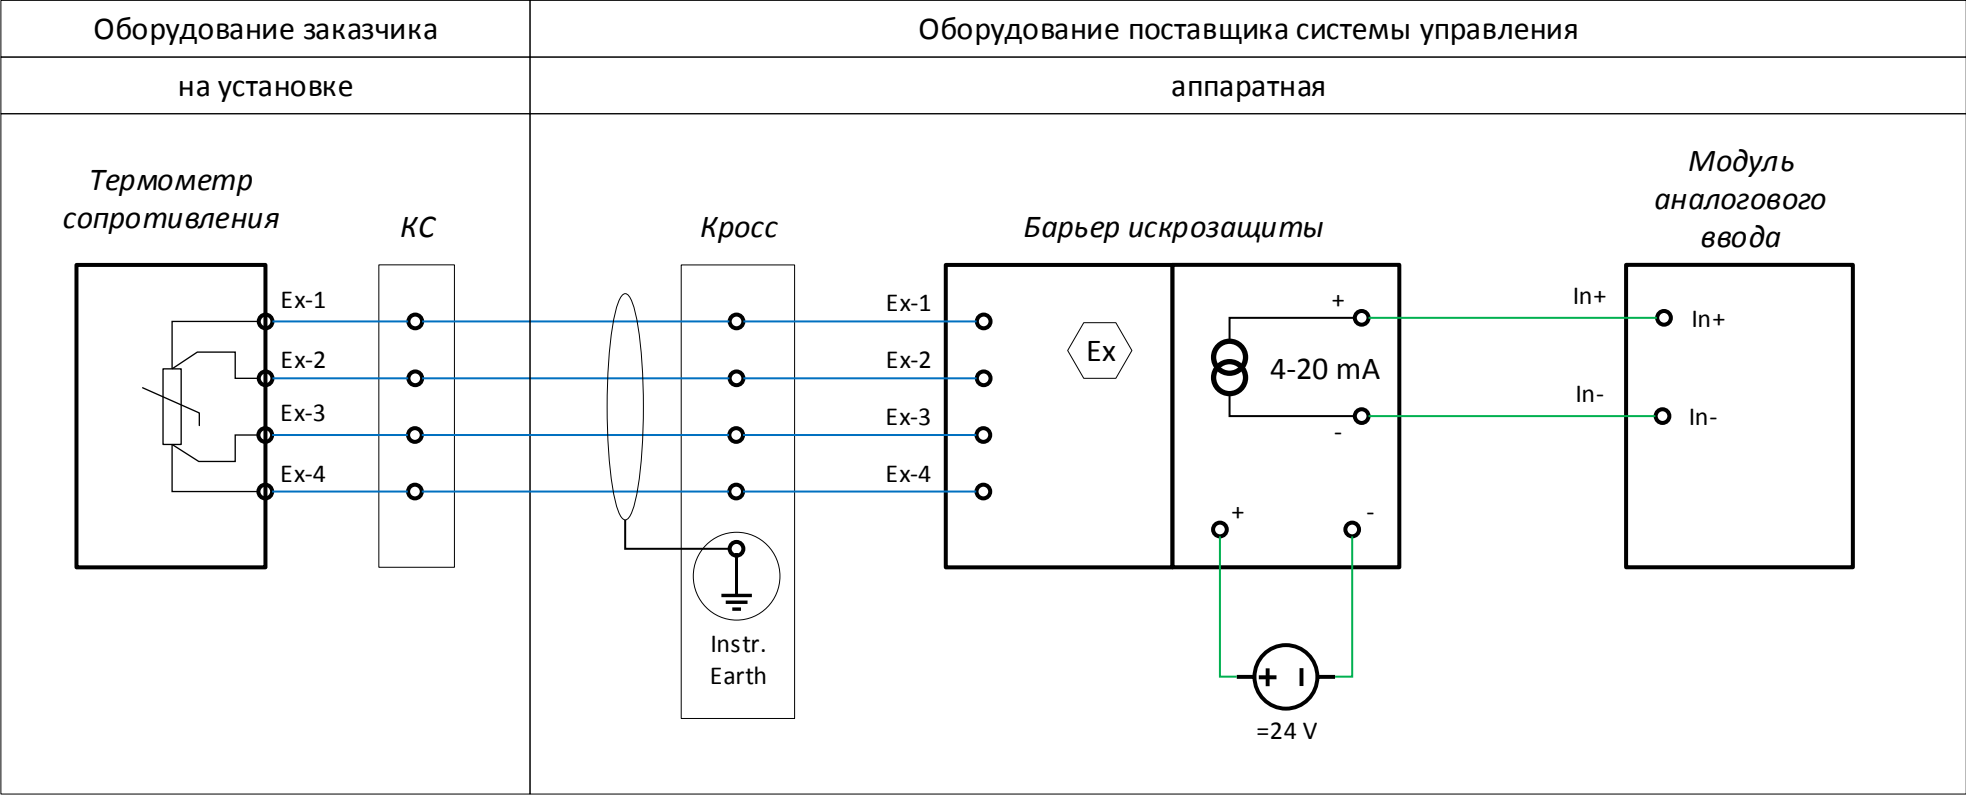 Оборудование заказчика
Оборудование поставщика системы управления
на установке
аппаратная
Термометр
сопротивления
КС
Кросс
Барьер искрозащиты
Модуль
аналогового
ввода
Ex-1
Ex-2
Ex-3
Ex-4
Ex-1
Ex-2
Ex-3
Ex-4
Ex
+
4-20 mA
-
+
-
In+
In-
In+
In-
Instr.
Earth
+
-
=24 V